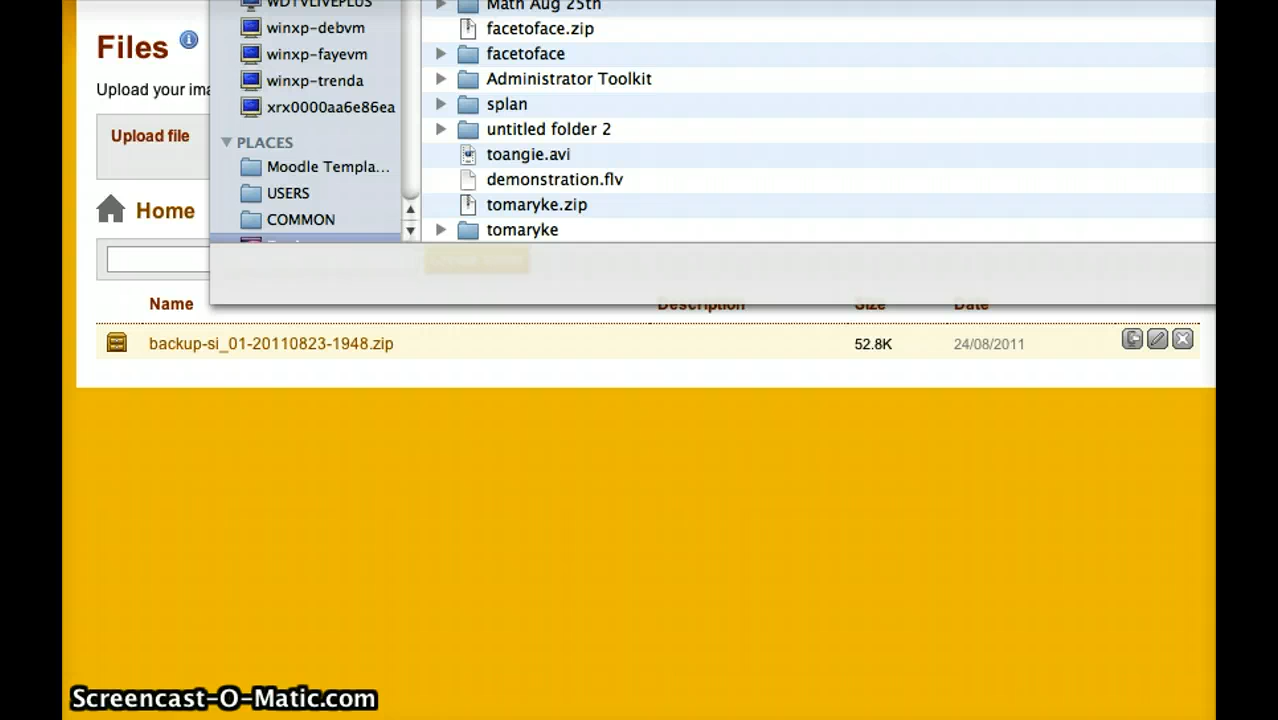 WDTVLIVEPLUS
winxp-debvm
winxp-fayevm
winxp-trenda
xrx0000aa6e86ea
PLACES
Moodle Templa...
USERS
COMMON
Math Aug 25th
facetoface.zip
facetoface
Administrator Toolkit
splan
untitled folder 2
toangie.avi
demonstration.flv
tomaryke.zip
tomaryke
Files
Upload your ima
Upload file
Home
Name Description Size Date
backup-si_01-20110823-1948.zip 52.8K 24/08/2011
Screencast-O-Matic.com